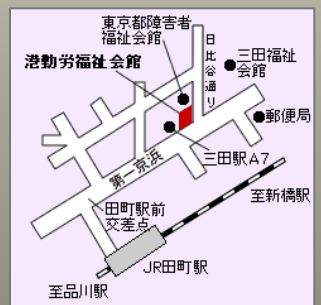 東京都障害者
福祉会館
港勤労福祉会館
日比谷通り
三田福祉
会館
郵便局
三田駅A7
第一京浜
至新橋駅
田町駅前
交差点
JR田町駅
至品川駅